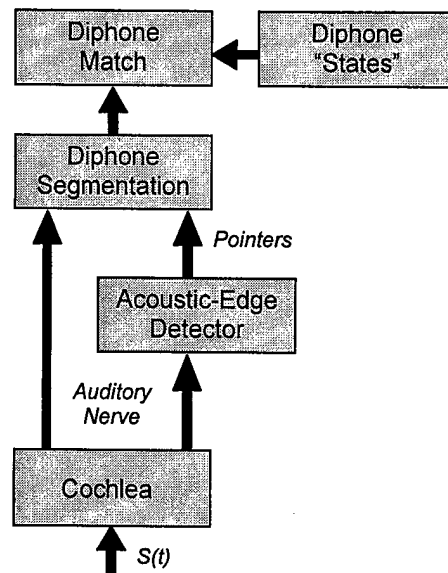 Diphone
Match
Diphone
“States”
Diphone
Segmentation
Pointers
Acoustic-Edge
Detector
Auditory
Nerve
Cochlea
S(t)